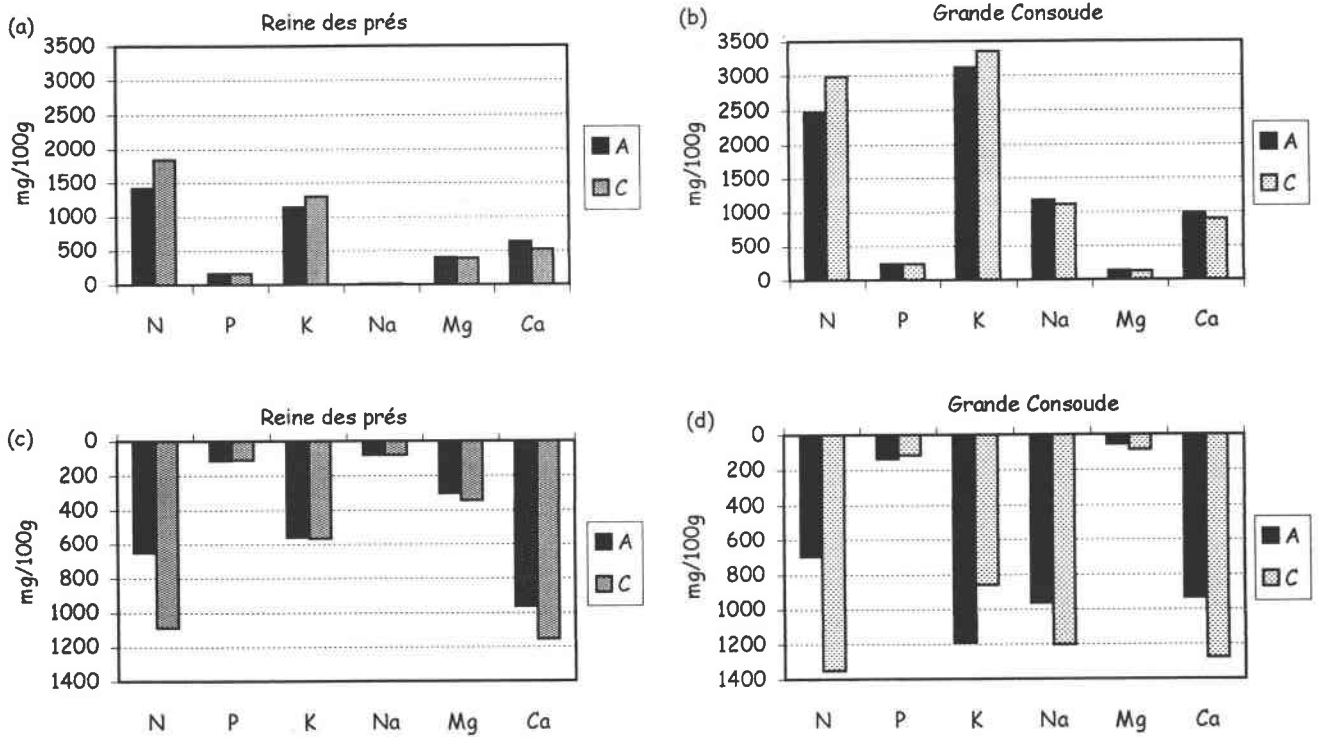 (a)
Reine des prés
3500
3000
2500
2000
1500
1000
500
0
mg/100g
N P K Na Mg Ca
A
C
(b)
Grande Consoude
3500
3000
2500
2000
1500
1000
500
0
mg/100g
N P K Na Mg Ca
A
C
(c)
Reine des prés
0
200
400
600
800
1000
1200
1400
mg/100g
N P K Na Mg Ca
A
C
(d)
Grande Consoude
0
200
400
600
800
1000
1200
1400
mg/100g
N P K Na Mg Ca
A
C